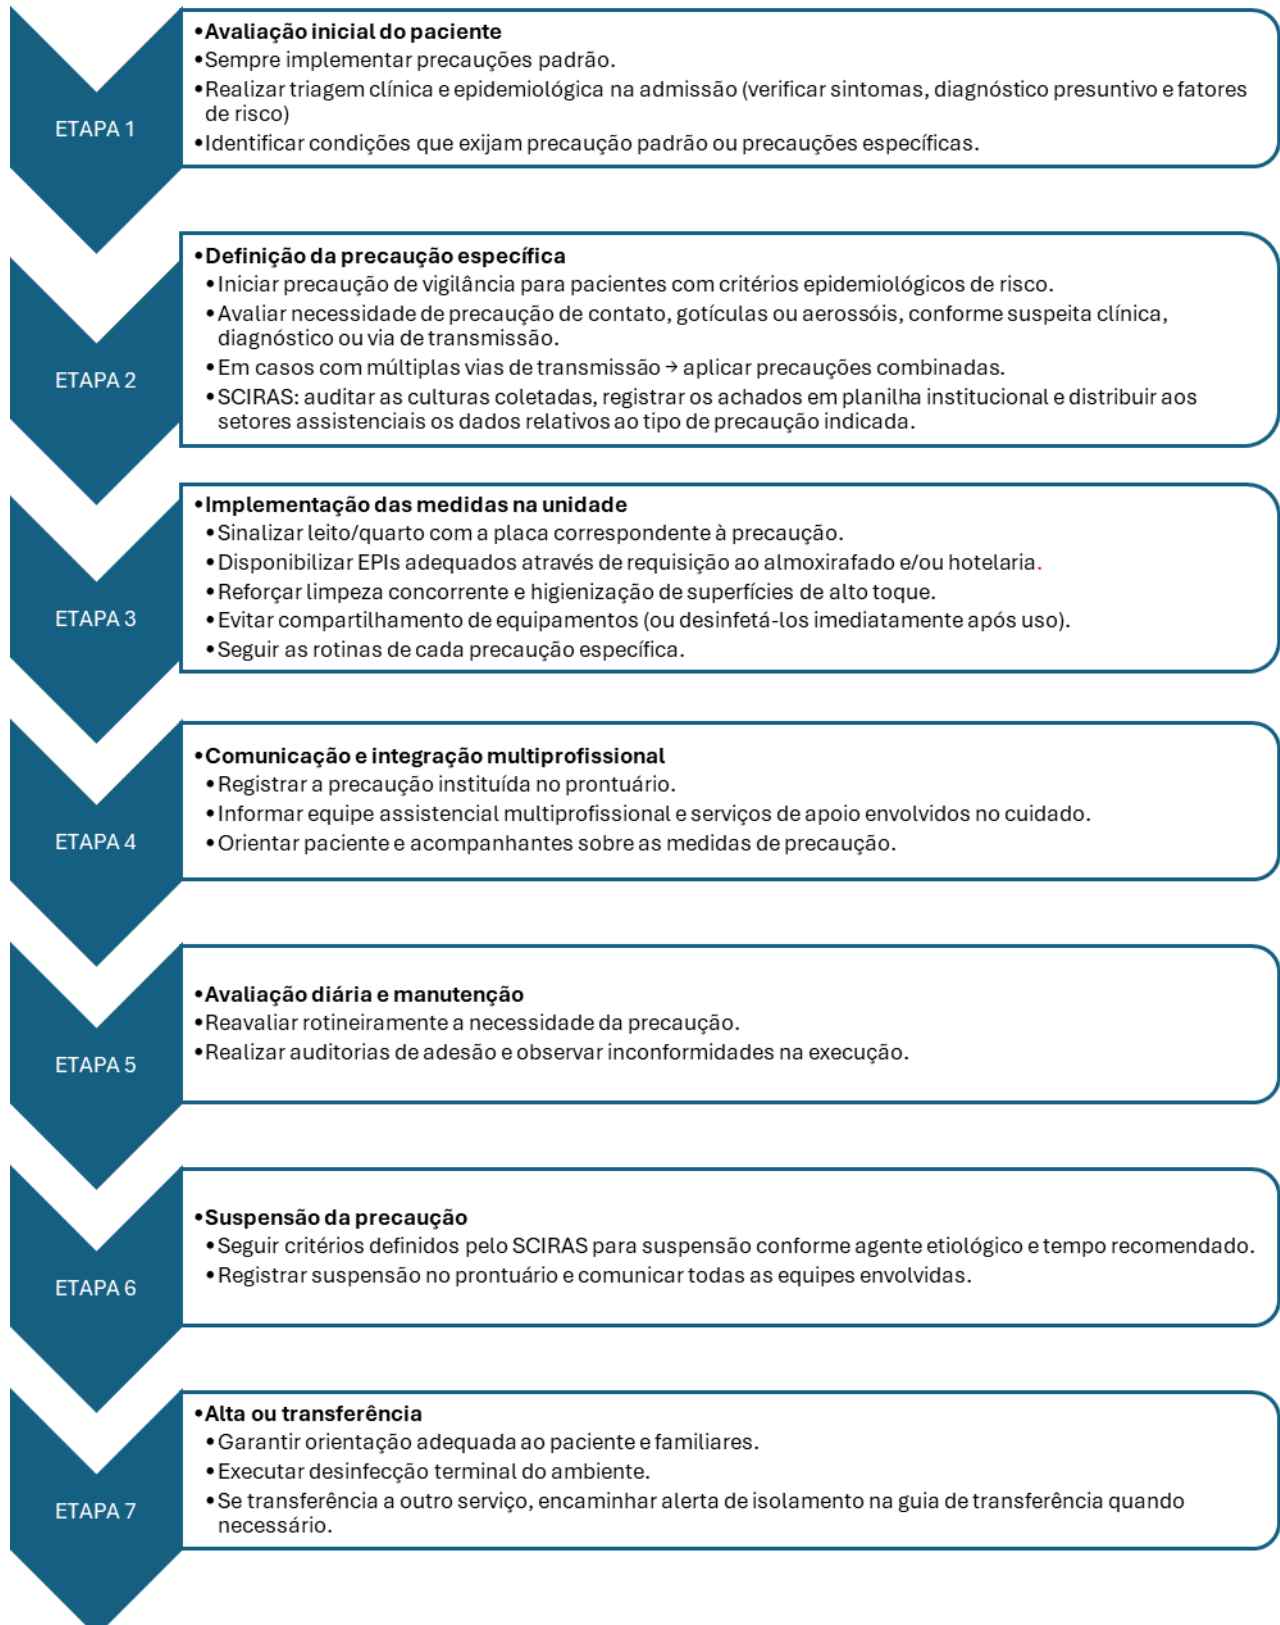 ETAPA 1
•Avaliação inicial do paciente
•Sempre implementar precauções padrão.
•Realizar triagem clínica e epidemiológica na admissão (verificar sintomas, diagnóstico presuntivo e fatores
de risco)
•Identificar condições que exijam precaução padrão ou precauções específicas.
ETAPA 2
•Definição da precaução específica
•Iniciar precaução de vigilância para pacientes com critérios epidemiológicos de risco.
•Avaliar necessidade de precaução de contato, gotículas ou aerossóis, conforme suspeita clínica,
diagnóstico ou via de transmissão.
•Em casos com múltiplas vias de transmissão → aplicar precauções combinadas.
•SCIRAS: auditar as culturas coletadas, registrar os achados em planilha institucional e distribuir aos
setores assistenciais os dados relativos ao tipo de precaução indicada.
ETAPA 3
•Implementação das medidas na unidade
•Sinalizar leito/quarto com a placa correspondente à precaução.
•Disponibilizar EPIs adequados através de requisição ao almoxirafado e/ou hotelaria.
•Reforçar limpeza concorrente e higienização de superfícies de alto toque.
•Evitar compartilhamento de equipamentos (ou desinfetá-los imediatamente após uso).
•Seguir as rotinas de cada precaução específica.
ETAPA 4
•Comunicação e integração multiprofissional
•Registrar a precaução instituída no prontuário.
•Informar equipe assistencial multiprofissional e serviços de apoio envolvidos no cuidado.
•Orientar paciente e acompanhantes sobre as medidas de precaução.
ETAPA 5
•Avaliação diária e manutenção
•Reavaliar rotineiramente a necessidade da precaução.
•Realizar auditorias de adesão e observar inconformidades na execução.
ETAPA 6
•Suspensão da precaução
•Seguir critérios definidos pelo SCIRAS para suspensão conforme agente etiológico e tempo recomendado.
•Registrar suspensão no prontuário e comunicar todas as equipes envolvidas.
ETAPA 7
•Alta ou transferência
•Garantir orientação adequada ao paciente e familiares.
•Executar desinfecção terminal do ambiente.
•Se transferência a outro serviço, encaminhar alerta de isolamento na guia de transferência quando
necessário.